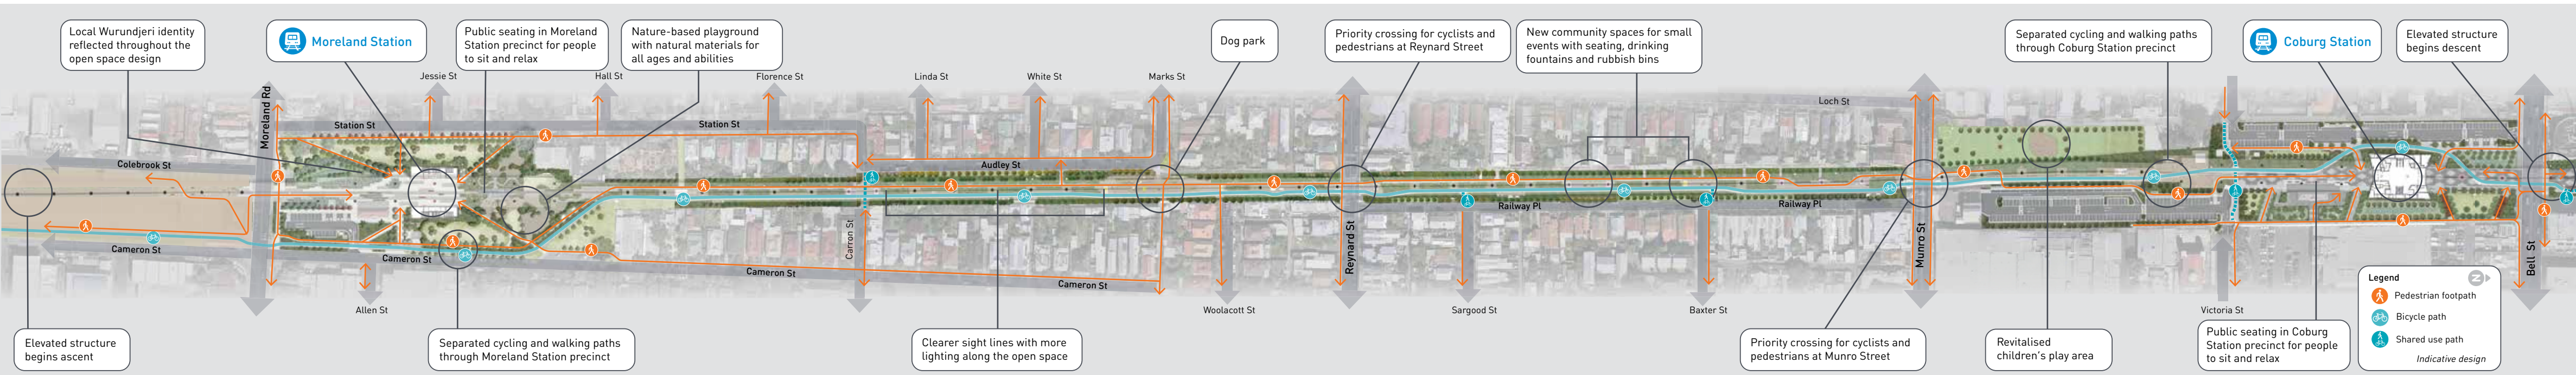 Local Wurundjeri identity
reflected throughout the
open space design
Moreland Station
Public seating in Moreland
Station precinct for people
to sit and relax
Nature-based playground
with natural materials for
all ages and abilities
Dog park
Priority crossing for cyclists and
pedestrians at Reynard Street
New community spaces for small
events with seating, drinking
fountains and rubbish bins
Separated cycling and walking paths
through Coburg Station precinct
Coburg Station
Elevated structure
begins descent
Jessie St
Hall St
Florence St
Linda St
White St
Marks St
Loch St
Moreland Rd
Station St
Station St
Colebrook St
Audley St
Railway Pl
Railway Pl
Cameron St
Cameron St
Cameron St
Cameron St
Carron St
Reynard St
Munro St
Bell St
Allen St
Woolacott St
Sargood St
Baxter St
Victoria St
Elevated structure
begins ascent
Separated cycling and walking paths
through Moreland Station precinct
Clearer sight lines with more
lighting along the open space
Priority crossing for cyclists and
pedestrians at Munro Street
Revitalised
children's play area
Public seating in Coburg
Station precinct for people
to sit and relax
Legend
N
Pedestrian footpath
Bicycle path
Shared use path
Indicative design